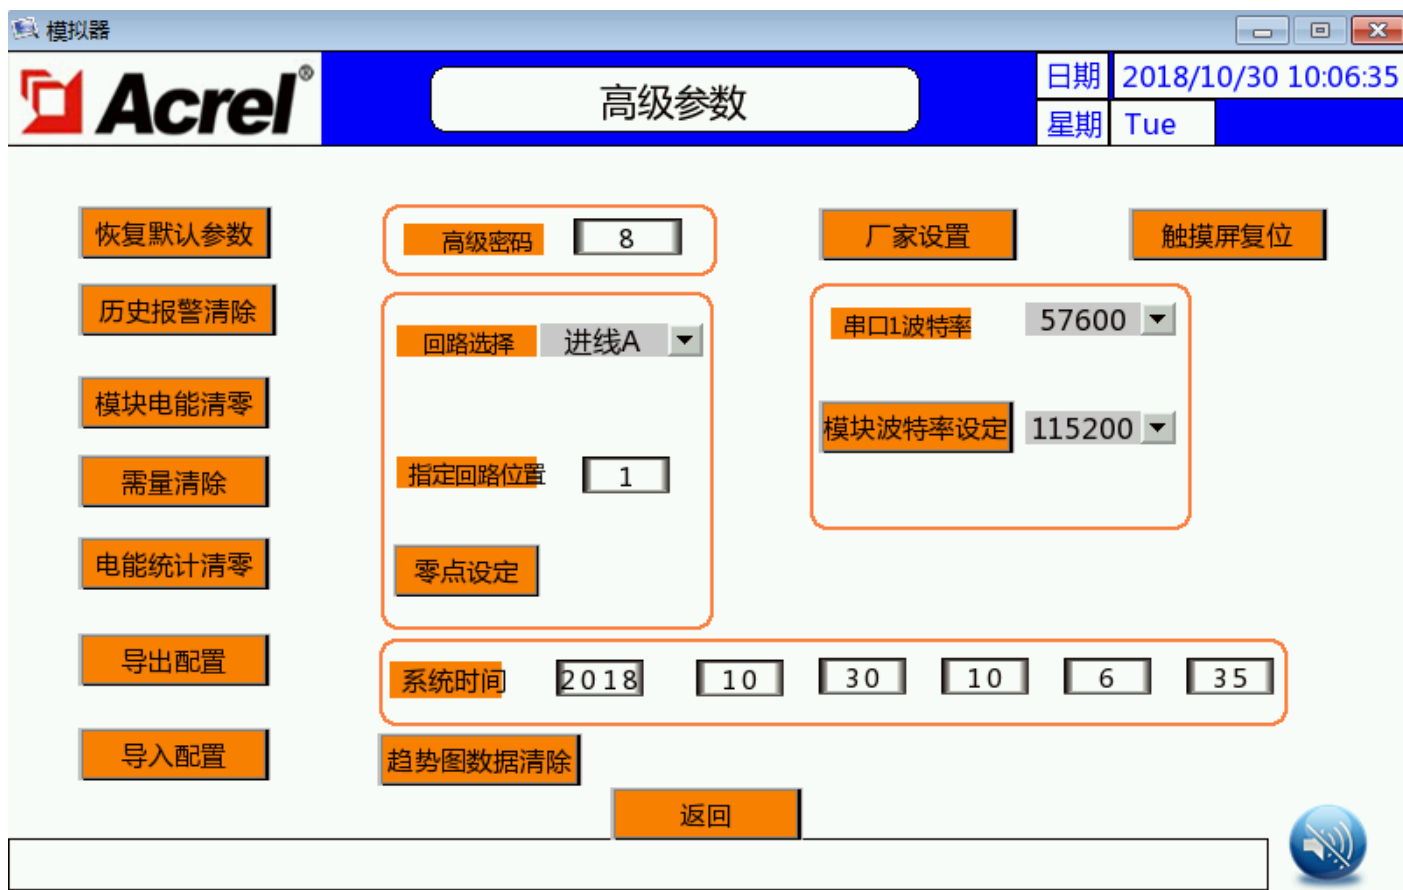 模拟器
Acrel®
高级参数
日期 2018/10/30 10:06:35
星期 Tue
恢复默认参数
高级密码 8
厂家设置
触摸屏复位
历史报警清除
回路选择 进线A
串口1波特率 57600
模块电能清零
模块波特率设定 115200
需量清除
指定回路位置 1
电能统计清零
零点设定
导出配置
系统时间 2018 10 30 10 6 35
导入配置
趋势图数据清除
返回